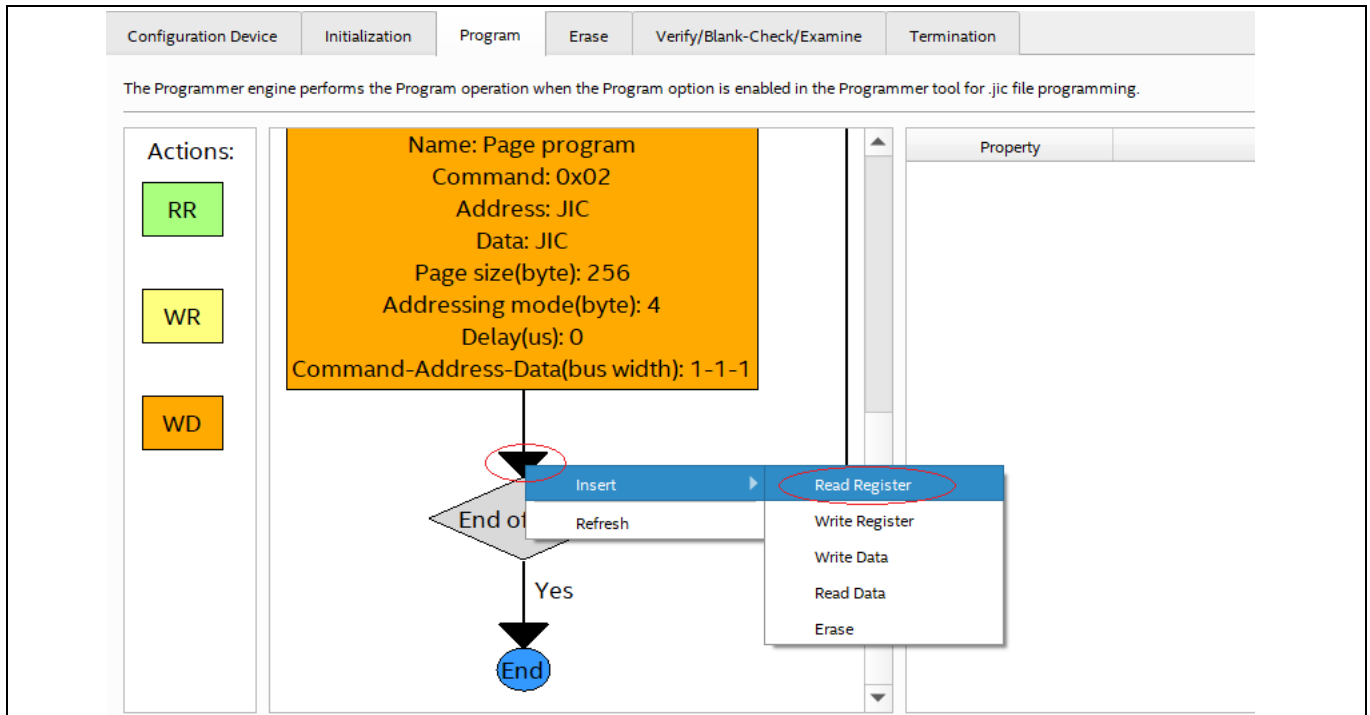 Configuration Device Initialization Program Erase Verify/Blank-Check/Examine Termination
The Programmer engine performs the Program operation when the Program option is enabled in the Programmer tool for .jic file programming.
Actions:
RR
WR
WD
Name: Page program
Command: 0x02
Address: JIC
Data: JIC
Page size(byte): 256
Addressing mode(byte): 4
Delay(us): 0
Command-Address-Data(bus width): 1-1-1
End of
Yes
End
Insert
Refresh
Read Register
Write Register
Write Data
Read Data
Erase
Property